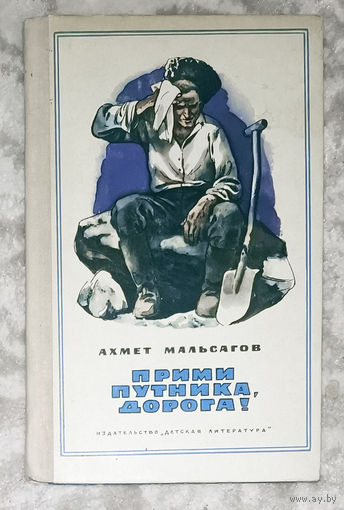 АХМЕТ МАЛЬСАГОВ
ПРИМИ
ПУТНИКА,
ДОРОГА!
ИЗДАТЕЛЬСТВО „ДЕТСКАЯ ЛИТЕРАТУРА"
© www.ay.by